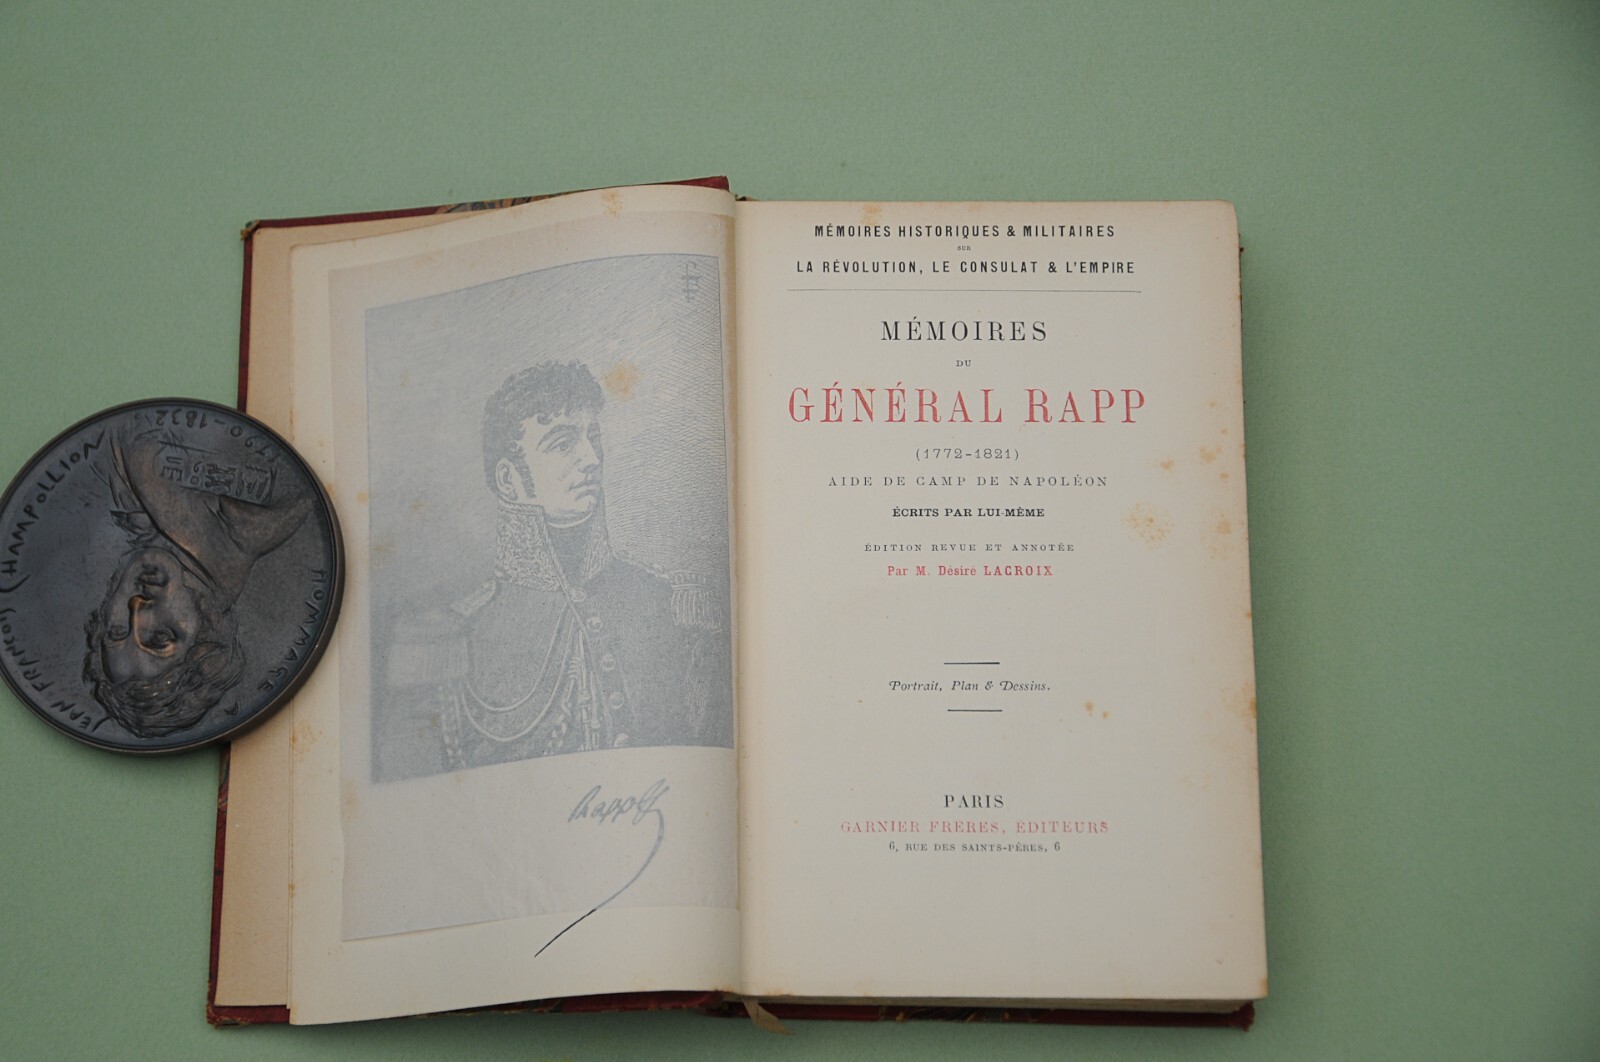 JEAN FRANÇOIS CHAMPOLLION
1790-1832
HOMMAGE À
Rapp
MÉMOIRES HISTORIQUES & MILITAIRES
SUR
LA RÉVOLUTION, LE CONSULAT & L'EMPIRE
MÉMOIRES
DU
GÉNÉRAL RAPP
(1772-1821)
AIDE DE CAMP DE NAPOLÉON
ÉCRITS PAR LUI-MÊME
ÉDITION REVUE ET ANNOTÉE
Par M. Désiré LACROIX
Portrait, Plan & Dessins.
PARIS
GARNIER FRÈRES, ÉDITEURS
6, RUE DES SAINTS-PÈRES, 6